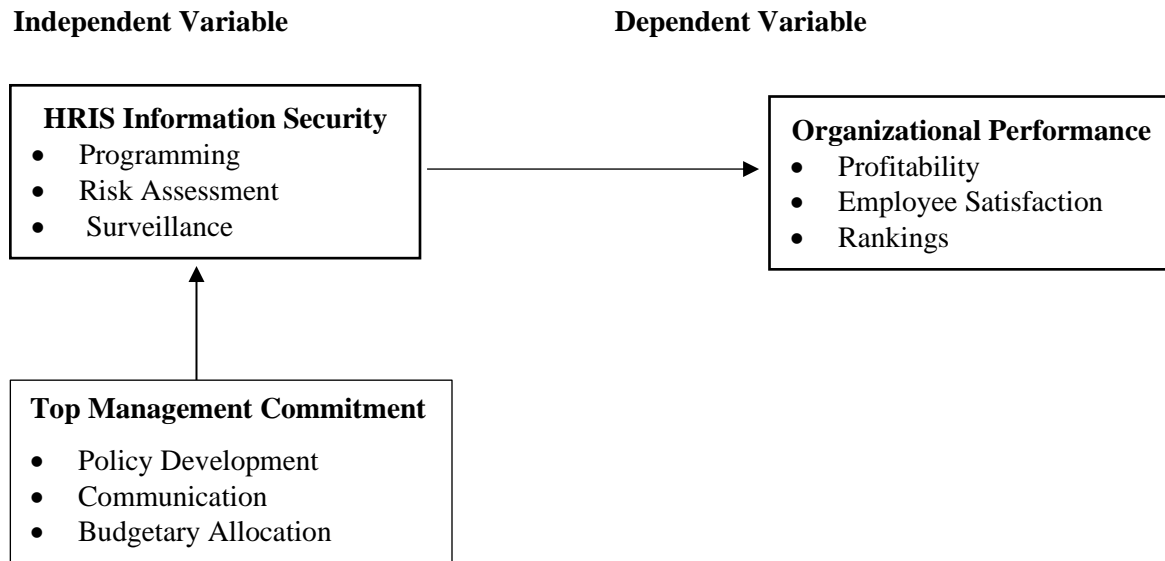 Independent Variable
Dependent Variable
HRIS Information Security
• Programming
• Risk Assessment
• Surveillance
Organizational Performance
• Profitability
• Employee Satisfaction
• Rankings
Top Management Commitment
• Policy Development
• Communication
• Budgetary Allocation